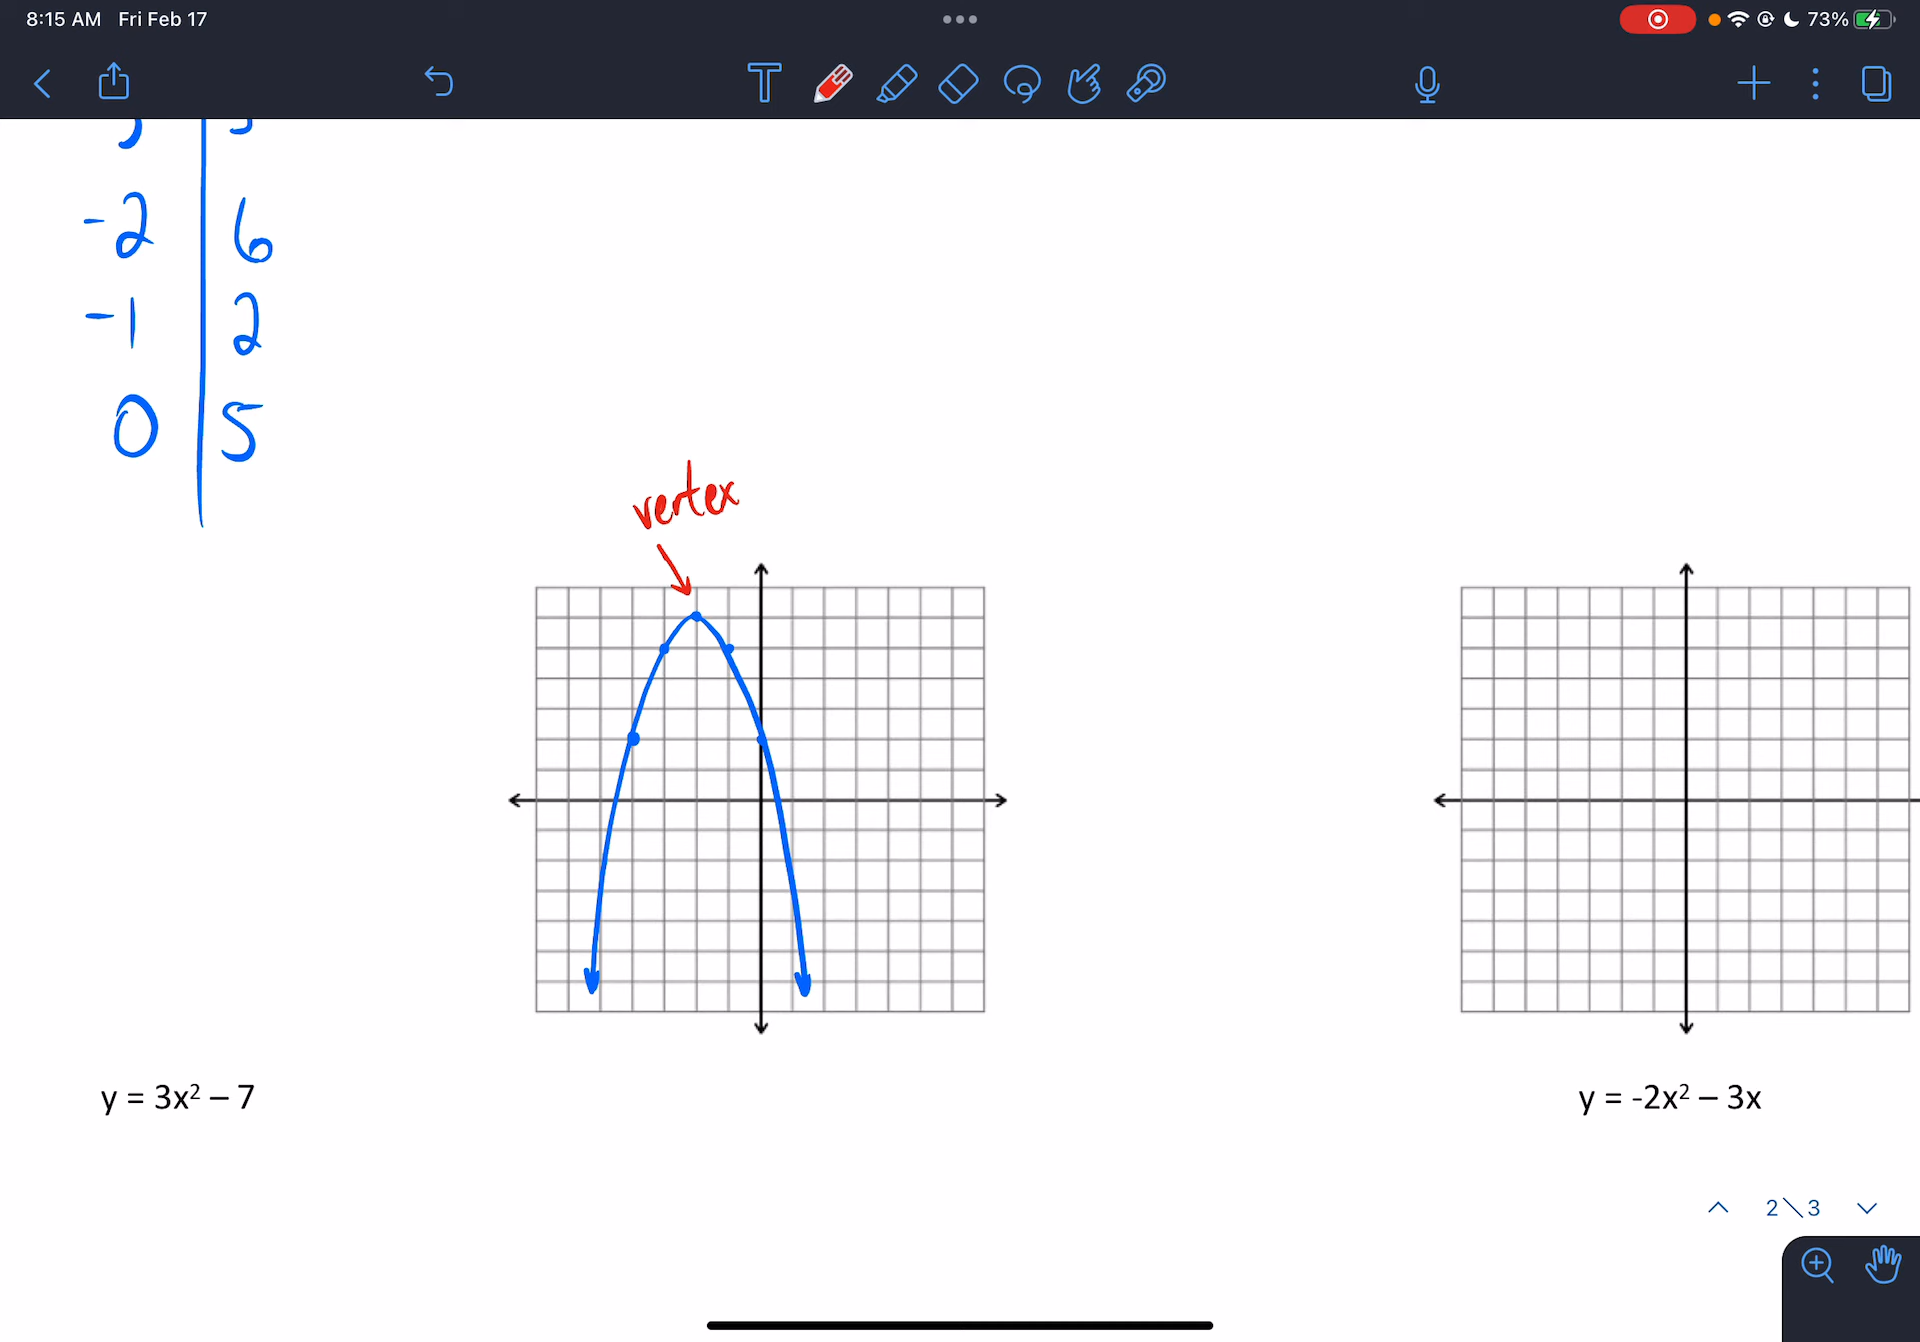 8:15 AM Fri Feb 17
73%
-2 6
-1 2
0 5
vertex
y = 3x² – 7
y = -2x² – 3x
2\3